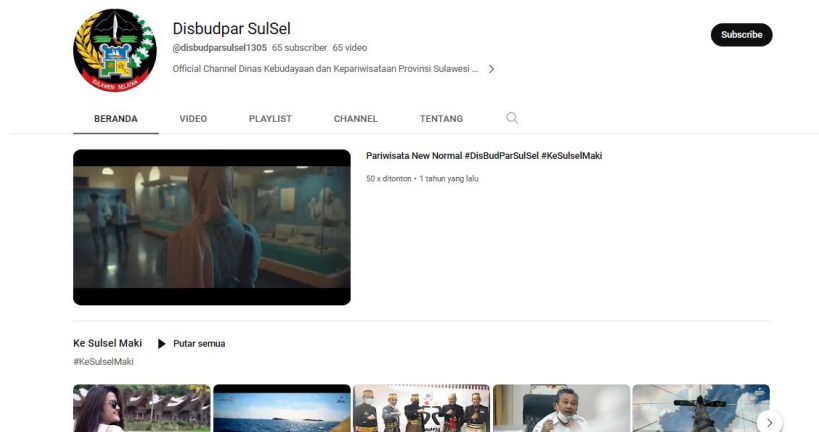 Disbudpar SulSel
@disbudparsulsel1305 65 subscriber 65 video
Subscribe
Official Channel Dinas Kebudayaan dan Kepariwisataan Provinsi Sulawesi ...
SULAWESI SELATAN
BERANDA VIDEO PLAYLIST CHANNEL TENTANG
Pariwisata New Normal #DisBudParSulSel #KeSulselMaki
50 x ditonton • 1 tahun yang lalu
Ke Sulsel Maki Putar semua
#KeSulselMaki